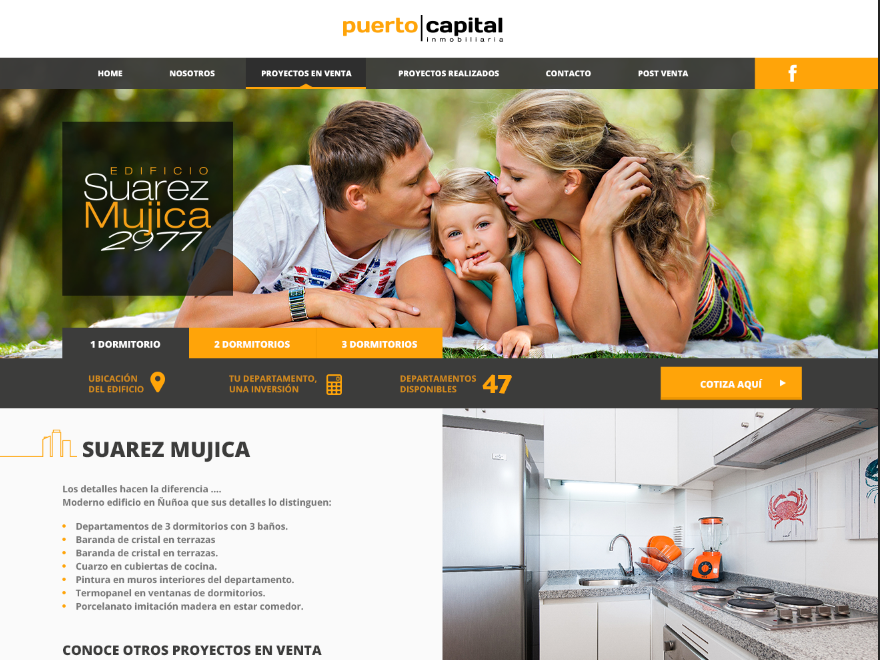 puerto|capital
inmobiliaria
HOME NOSOTROS PROYECTOS EN VENTA PROYECTOS REALIZADOS CONTACTO POST VENTA f
EDIFICIO
Suarez
Mujica
2977
1 DORMITORIO 2 DORMITORIOS 3 DORMITORIOS
UBICACIÓN
DEL EDIFICIO
TU DEPARTAMENTO,
UNA INVERSIÓN
DEPARTAMENTOS
DISPONIBLES
47
COTIZA AQUÍ
SUAREZ MUJICA
Los detalles hacen la diferencia ....
Moderno edificio en Ñuñoa que sus detalles lo distinguen:
Departamentos de 3 dormitorios con 3 baños.
Baranda de cristal en terrazas
Baranda de cristal en terrazas.
Cuarzo en cubiertas de cocina.
Pintura en muros interiores del departamento.
Termopanel en ventanas de dormitorios.
Porcelanato imitación madera en estar comedor.
CONOCE OTROS PROYECTOS EN VENTA